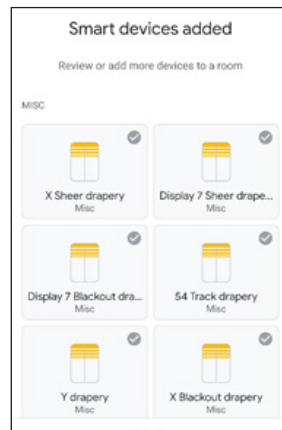 Smart devices added
Review or add more devices to a room
MISC
X Sheer drapery
Misc
Display 7 Sheer drape...
Misc
Display 7 Blackout dra...
Misc
54 Track drapery
Misc
Y drapery
Misc
X Blackout drapery
Misc